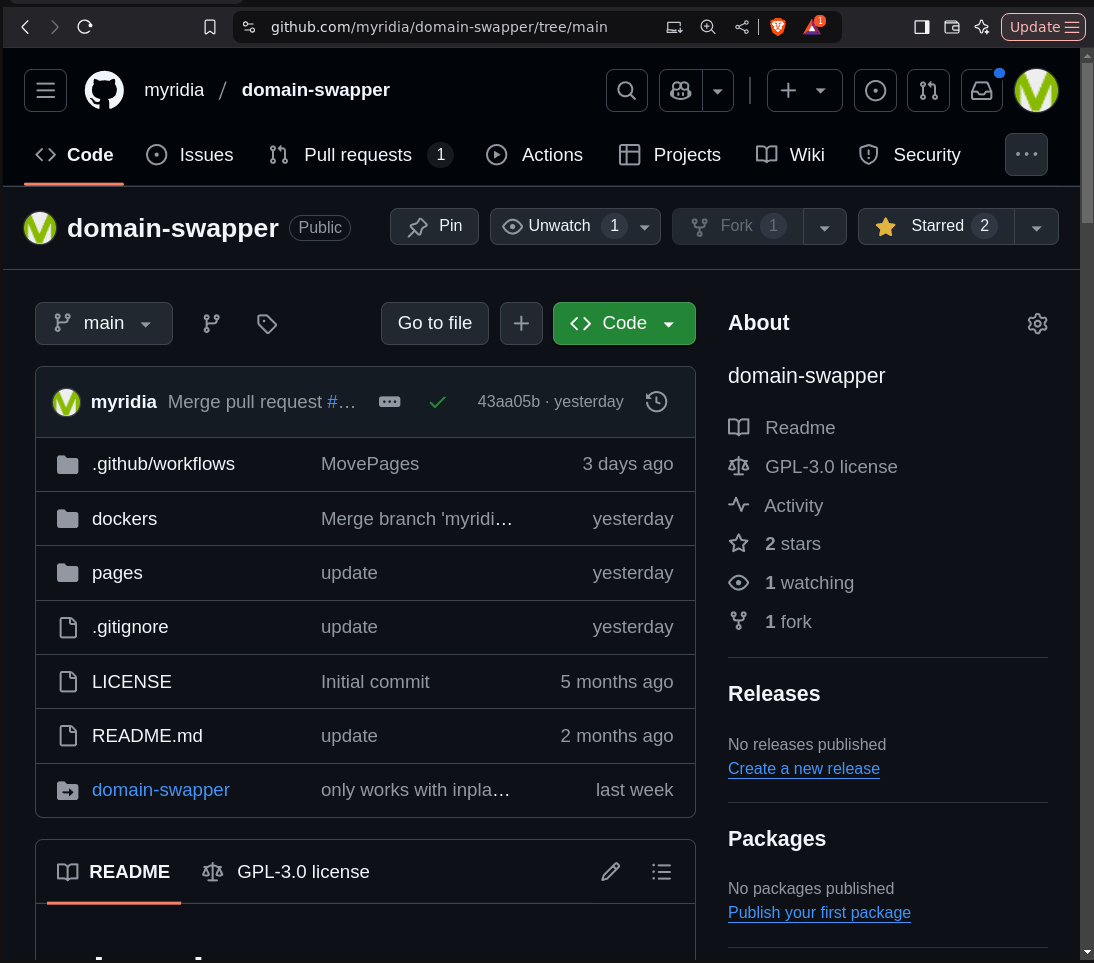 github.com/myridia/domain-swapper/tree/main
1
Update
myridia / domain-swapper
Code Issues Pull requests 1 Actions Projects Wiki Security
domain-swapper Public Pin Unwatch 1 Fork 1 Starred 2
main Go to file Code
About
domain-swapper
myridia Merge pull request #… 43aa05b · yesterday
.github/workflows MovePages 3 days ago
dockers Merge branch 'myridi… yesterday
pages update yesterday
.gitignore update yesterday
LICENSE Initial commit 5 months ago
README.md update 2 months ago
domain-swapper only works with inpla… last week
README GPL-3.0 license
Readme
GPL-3.0 license
Activity
2 stars
1 watching
1 fork
Releases
No releases published
Create a new release
Packages
No packages published
Publish your first package